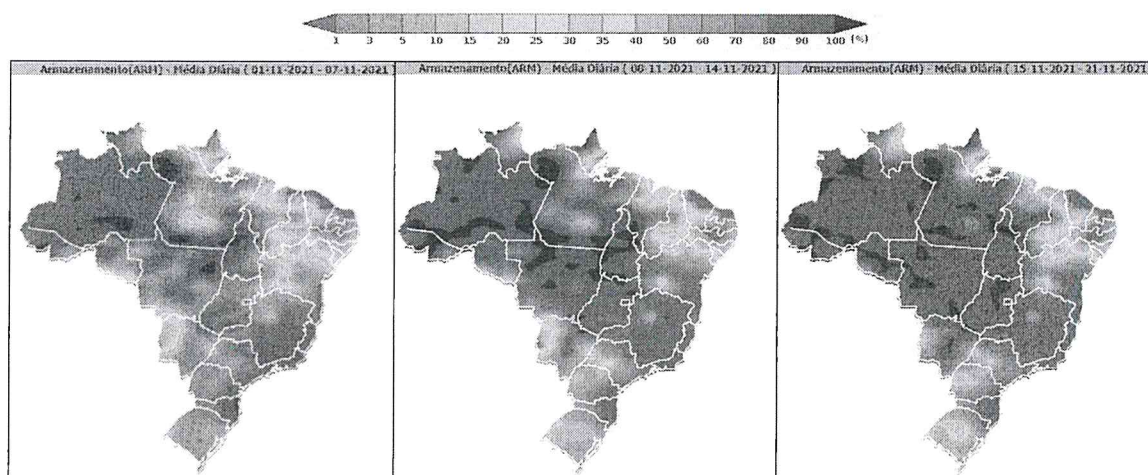 1 3 5 10 15 25 35 40 50 60 70 80 90 100 (%)
Armazenamento(ARM) - Média Diária ( 01-11-2021 - 07-11-2021 )
Armazenamento(ARM) - Média Diária ( 08-11-2021 - 14-11-2021 )
Armazenamento(ARM) - Média Diária ( 15-11-2021 - 21-11-2021